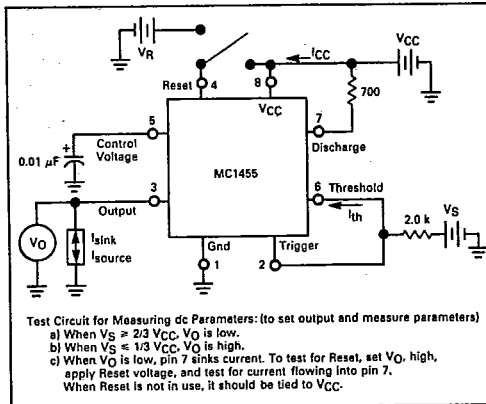 VR
ICC
VCC
Reset 4
8
VCC
700
5
Control
Voltage
7
Discharge
0.01 μF
+
MC1455
3
Output
6 Threshold
Ith
VS
2.0 k
VO
Isink
Isource
Gnd
1
Trigger
2
Test Circuit for Measuring dc Parameters: (to set output and measure parameters)
a) When VS ≥ 2/3 VCC, VO is low.
b) When VS ≤ 1/3 VCC, VO is high.
c) When VO is low, pin 7 sinks current. To test for Reset, set VO, high,
apply Reset voltage, and test for current flowing into pin 7.
When Reset is not in use, it should be tied to VCC.